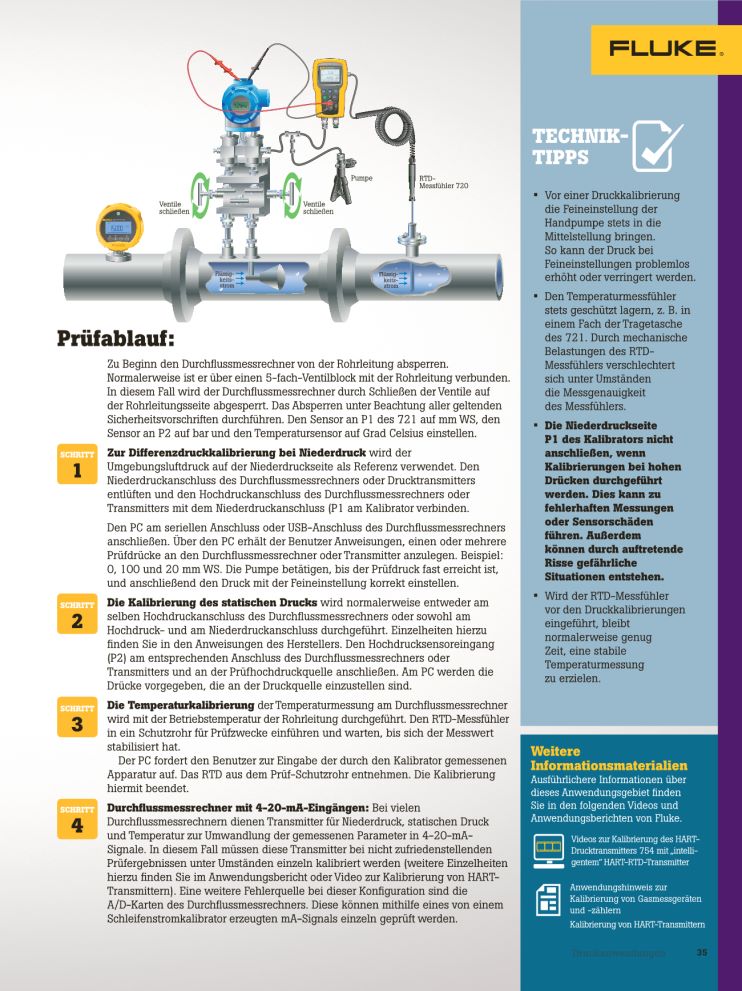 FLUKE®
Pumpe
RTD-
Messfühler 720
Ventile
schließen
Ventile
schließen
Flüssig-
keits-
strom
Flüssig-
keits-
strom
Prüfablauf:
Zu Beginn den Durchflussmessrechner von der Rohrleitung absperren.
Normalerweise ist er über einen 5-fach-Ventilblock mit der Rohrleitung verbunden.
In diesem Fall wird der Durchflussmessrechner durch Schließen der Ventile auf
der Rohrleitungsseite abgesperrt. Das Absperren unter Beachtung aller geltenden
Sicherheitsvorschriften durchführen. Den Sensor an P1 des 721 auf mm WS, den
Sensor an P2 auf bar und den Temperatursensor auf Grad Celsius einstellen.
SCHRITT
1
Zur Differenzdruckkalibrierung bei Niederdruck wird der
Umgebungsluftdruck auf der Niederdruckseite als Referenz verwendet. Den
Niederdruckanschluss des Durchflussmessrechners oder Drucktransmitters
entlüften und den Hochdruckanschluss des Durchflussmessrechners oder
Transmitters mit dem Niederdruckanschluss (P1 am Kalibrator verbinden.
Den PC am seriellen Anschluss oder USB-Anschluss des Durchflussmessrechners
anschließen. Über den PC erhält der Benutzer Anweisungen, einen oder mehrere
Prüfdrücke an den Durchflussmessrechner oder Transmitter anzulegen. Beispiel:
0, 100 und 20 mm WS. Die Pumpe betätigen, bis der Prüfdruck fast erreicht ist,
und anschließend den Druck mit der Feineinstellung korrekt einstellen.
SCHRITT
2
Die Kalibrierung des statischen Drucks wird normalerweise entweder am
selben Hochdruckanschluss des Durchflussmessrechners oder sowohl am
Hochdruck- und am Niederdruckanschluss durchgeführt. Einzelheiten hierzu
finden Sie in den Anweisungen des Herstellers. Den Hochdrucksensoreingang
(P2) am entsprechenden Anschluss des Durchflussmessrechners oder
Transmitters und an der Prüfhochdruckquelle anschließen. Am PC werden die
Drücke vorgegeben, die an der Druckquelle einzustellen sind.
SCHRITT
3
Die Temperaturkalibrierung der Temperaturmessung am Durchflussmessrechner
wird mit der Betriebstemperatur der Rohrleitung durchgeführt. Den RTD-Messfühler
in ein Schutzrohr für Prüfzwecke einführen und warten, bis sich der Messwert
stabilisiert hat.
Der PC fordert den Benutzer zur Eingabe der durch den Kalibrator gemessenen
Apparatur auf. Das RTD aus dem Prüf-Schutzrohr entnehmen. Die Kalibrierung
hiermit beendet.
SCHRITT
4
Durchflussmessrechner mit 4-20-mA-Eingängen: Bei vielen
Durchflussmessrechnern dienen Transmitter für Niederdruck, statischen Druck
und Temperatur zur Umwandlung der gemessenen Parameter in 4-20-mA-
Signale. In diesem Fall müssen diese Transmitter bei nicht zufriedenstellenden
Prüfergebnissen unter Umständen einzeln kalibriert werden (weitere Einzelheiten
hierzu finden Sie im Anwendungsbericht oder Video zur Kalibrierung von HART-
Transmittern). Eine weitere Fehlerquelle bei dieser Konfiguration sind die
A/D-Karten des Durchflussmessrechners. Diese können mithilfe eines von einem
Schleifenstromkalibrator erzeugten mA-Signals einzeln geprüft werden.
TECHNIK-
TIPPS
▪ Vor einer Druckkalibrierung
die Feineinstellung der
Handpumpe stets in die
Mittelstellung bringen.
So kann der Druck bei
Feineinstellungen problemlos
erhöht oder verringert werden.
▪ Den Temperaturmessfühler
stets geschützt lagern, z. B. in
einem Fach der Tragetasche
des 721. Durch mechanische
Belastungen des RTD-
Messfühlers verschlechtert
sich unter Umständen
die Messgenauigkeit
des Messfühlers.
▪ Die Niederdruckseite
P1 des Kalibrators nicht
anschließen, wenn
Kalibrierungen bei hohen
Drücken durchgeführt
werden. Dies kann zu
fehlerhaften Messungen
oder Sensorschäden
führen. Außerdem
können durch auftretende
Risse gefährliche
Situationen entstehen.
▪ Wird der RTD-Messfühler
vor den Druckkalibrierungen
eingeführt, bleibt
normalerweise genug
Zeit, eine stabile
Temperaturmessung
zu erzielen.
Weitere
Informationsmaterialien
Ausführlichere Informationen über
dieses Anwendungsgebiet finden
Sie in den folgenden Videos und
Anwendungsberichten von Fluke.
Videos zur Kalibrierung des HART-
Drucktransmitters 754 mit „intelli-
gentem“ HART-RTD-Transmitter
Anwendungshinweis zur
Kalibrierung von Gasmessgeräten
und -zählern
Kalibrierung von HART-Transmittern
Druckanwendungen 35